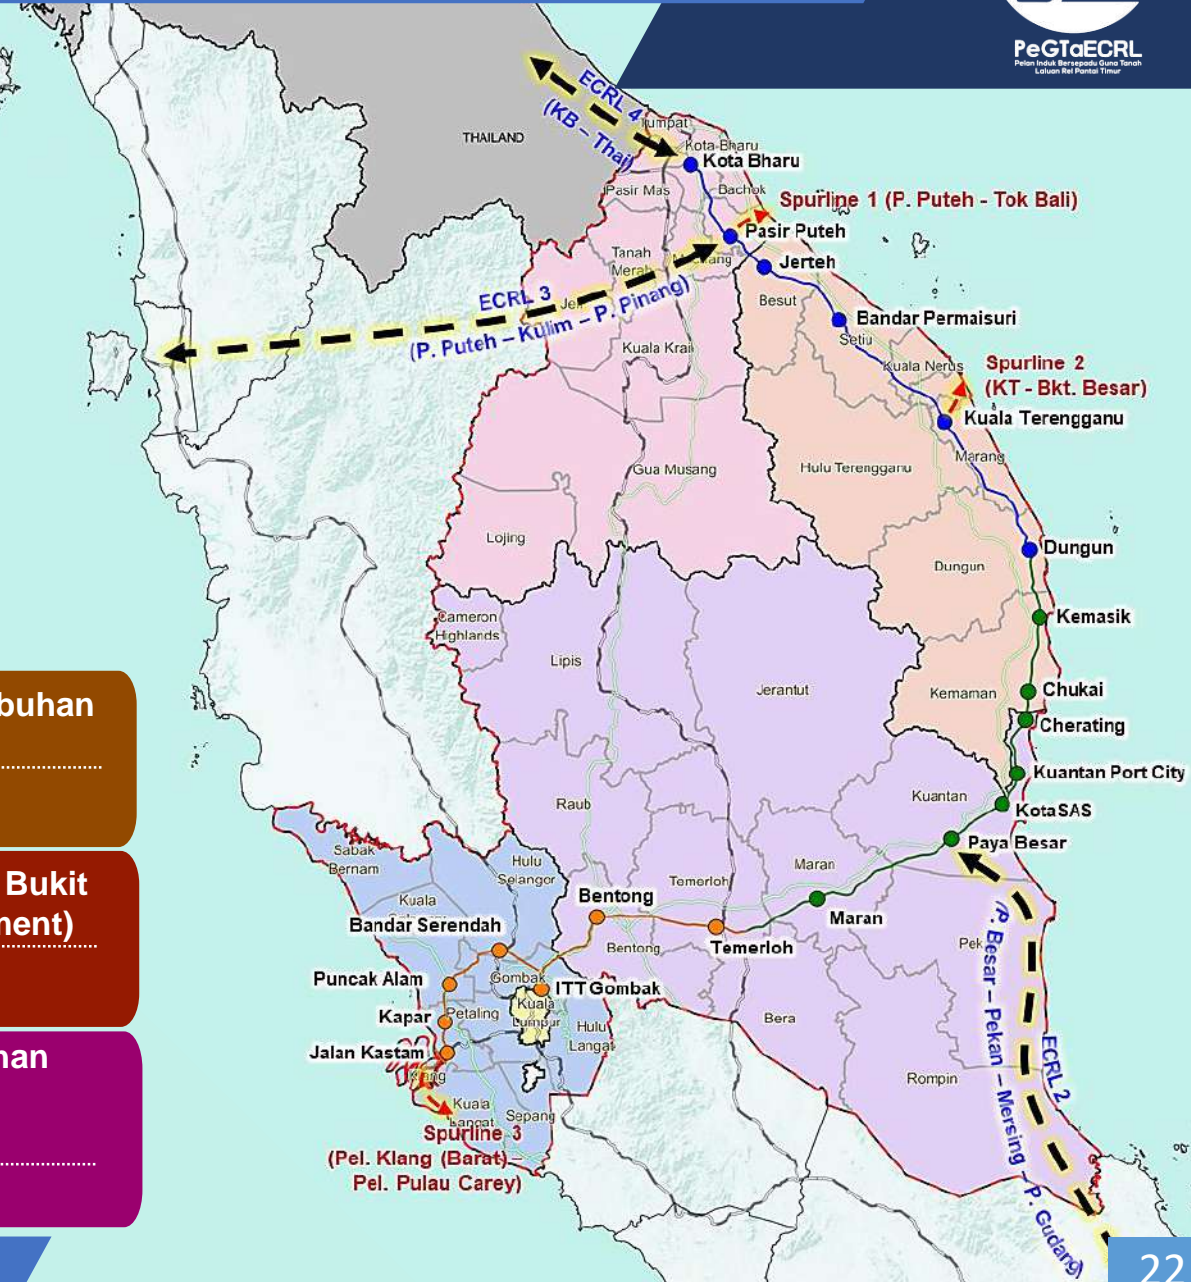 PeGTaECRL
Pelan Induk Bersepadu Guna Tanah
Laluan Rel Pantai Timur
ECRL 4
(KB – Thai)
THAILAND
Tumpat
Kota Bharu
Kota Bharu
Pasir Mas
Bachok
Spurline 1 (P. Puteh - Tok Bali)
Pasir Puteh
Tanah
Merah
Jerteh
ECRL 3
(P. Puteh – Kulim – P. Pinang)
Besut
Bandar Permaisuri
Setiu
Kuala Krai
Kuala Nerus
Spurline 2
(KT - Bkt. Besar)
Kuala Terengganu
Marang
Gua Musang
Hulu Terengganu
Lojing
Dungun
Dungun
Kemasik
Cameron
Highlands
Lipis
Jerantut
Kemaman
Chukai
Cherating
Kuantan Port City
Kuantan
KotaSAS
Raub
Paya Besar
Sabak
Bernam
Hulu
Selangor
Maran
Temerloh
Kuala
Bentong
Maran
Bandar Serendah
Temerloh
Bentong
Puncak Alam
Gombak
ITT Gombak
Kuala
Lumpur
Kapar
Petaling
Hulu
Langat
Bera
Jalan Kastam
Klang
Rompin
Kuala
Langat
Sepang
Spurline 3
(Pel. Klang (Barat) –
Pel. Pulau Carey)
ECRL 2
(P. Besar – Pekan – Mersing – P. Gudang)
buhan
Bukit
ment)
nan
22